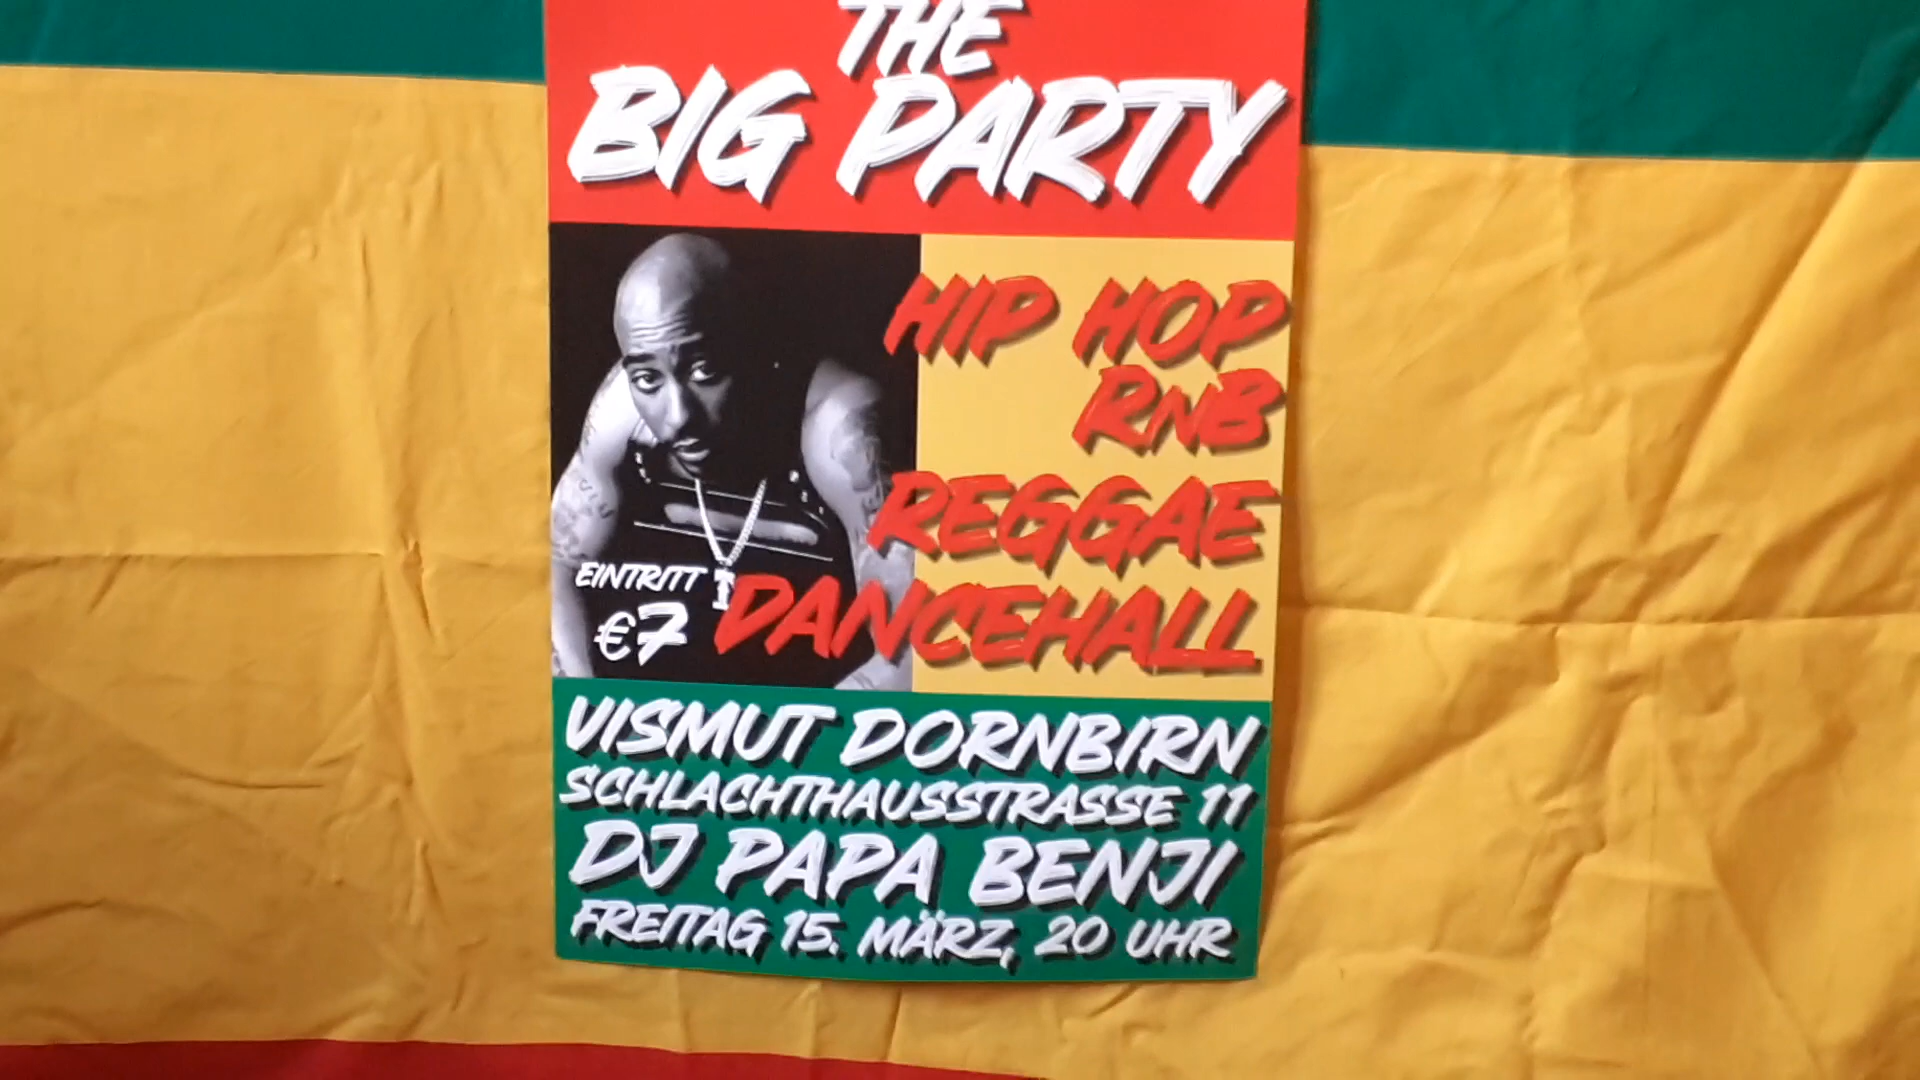 THE
BIG PARTY
HIP HOP
RNB
REGGAE
DANCEHALL
EINTRITT
€7
VISMUT DORNBIRN
SCHLACHTHAUSSTRASSE 11
DJ PAPA BENJI
FREITAG 15. MÄRZ, 20 UHR